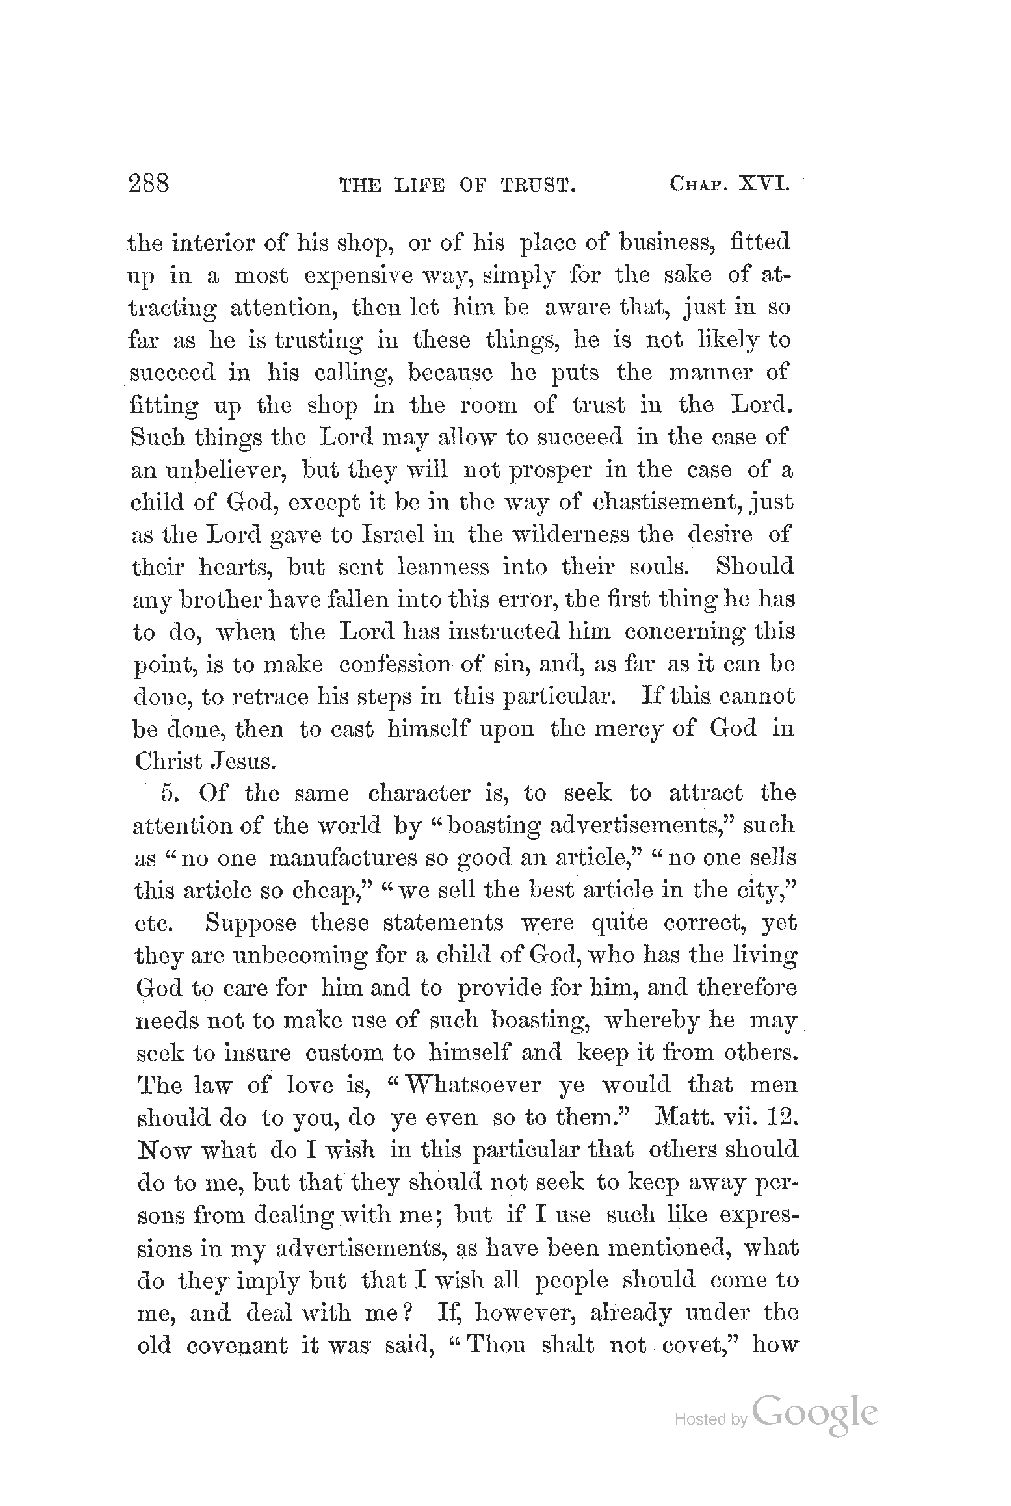 288 THE LIFE OF TRUST. CHAP. XVI.
the interior of his shop, or of his place of business, fitted
up in a most expensive way, simply for the sake of at-
tracting attention, then let him be aware that, just in so
far as he is trusting in these things, he is not likely to
succeed in his calling, because he puts the manner of
fitting up the shop in the room of trust in the Lord.
Such things the Lord may allow to succeed in the case of
an unbeliever, but they will not prosper in the case of a
child of God, except it be in the way of chastisement, just
as the Lord gave to Israel in the wilderness the desire of
their hearts, but sent leanness into their souls. Should
any brother have fallen into this error, the first thing he has
to do, when the Lord has instructed him concerning this
point, is to make confession of sin, and, as far as it can be
done, to retrace his steps in this particular. If this cannot
be done, then to cast himself upon the mercy of God in
Christ Jesus.
5. Of the same character is, to seek to attract the
attention of the world by “boasting advertisements,” such
as “no one manufactures so good an article,” “no one sells
this article so cheap,” “we sell the best article in the city,”
etc. Suppose these statements were quite correct, yet
they are unbecoming for a child of God, who has the living
God to care for him and to provide for him, and therefore
needs not to make use of such boasting, whereby he may
seek to insure custom to himself and keep it from others.
The law of love is, “Whatsoever ye would that men
should do to you, do ye even so to them.” Matt. vii. 12.
Now what do I wish in this particular that others should
do to me, but that they should not seek to keep away per-
sons from dealing with me; but if I use such like expres-
sions in my advertisements, as have been mentioned, what
do they imply but that I wish all people should come to
me, and deal with me? If, however, already under the
old covenant it was said, “Thou shalt not covet,” how
Hosted by Google